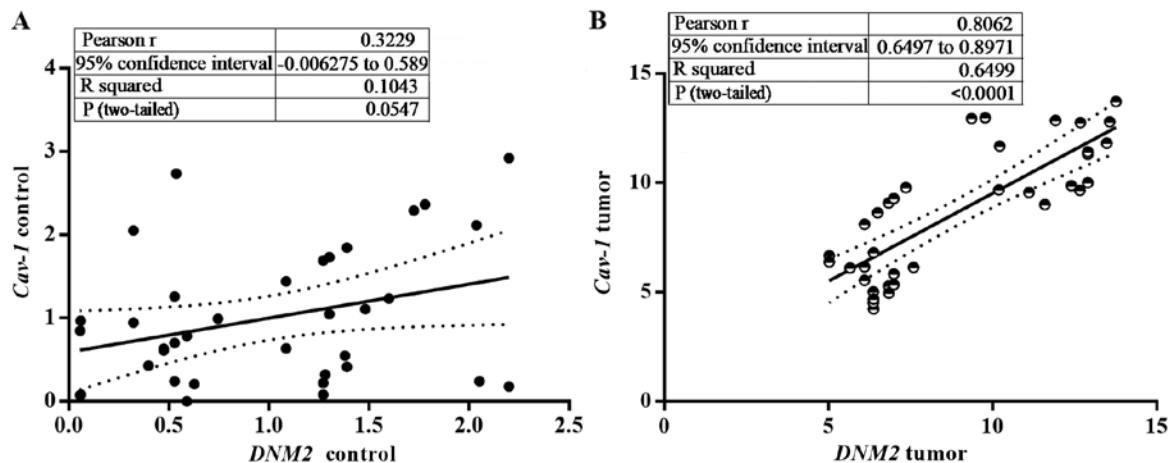 A
Pearson r 0.3229
95% confidence interval -0.006275 to 0.589
R squared 0.1043
P (two-tailed) 0.0547
4
3
2
1
0
Cav-1 control
0.0 0.5 1.0 1.5 2.0 2.5
DNM2 control
B
Pearson r 0.8062
95% confidence interval 0.6497 to 0.8971
R squared 0.6499
P (two-tailed) <0.0001
15
10
5
0
Cav-1 tumor
5 10 15
DNM2 tumor